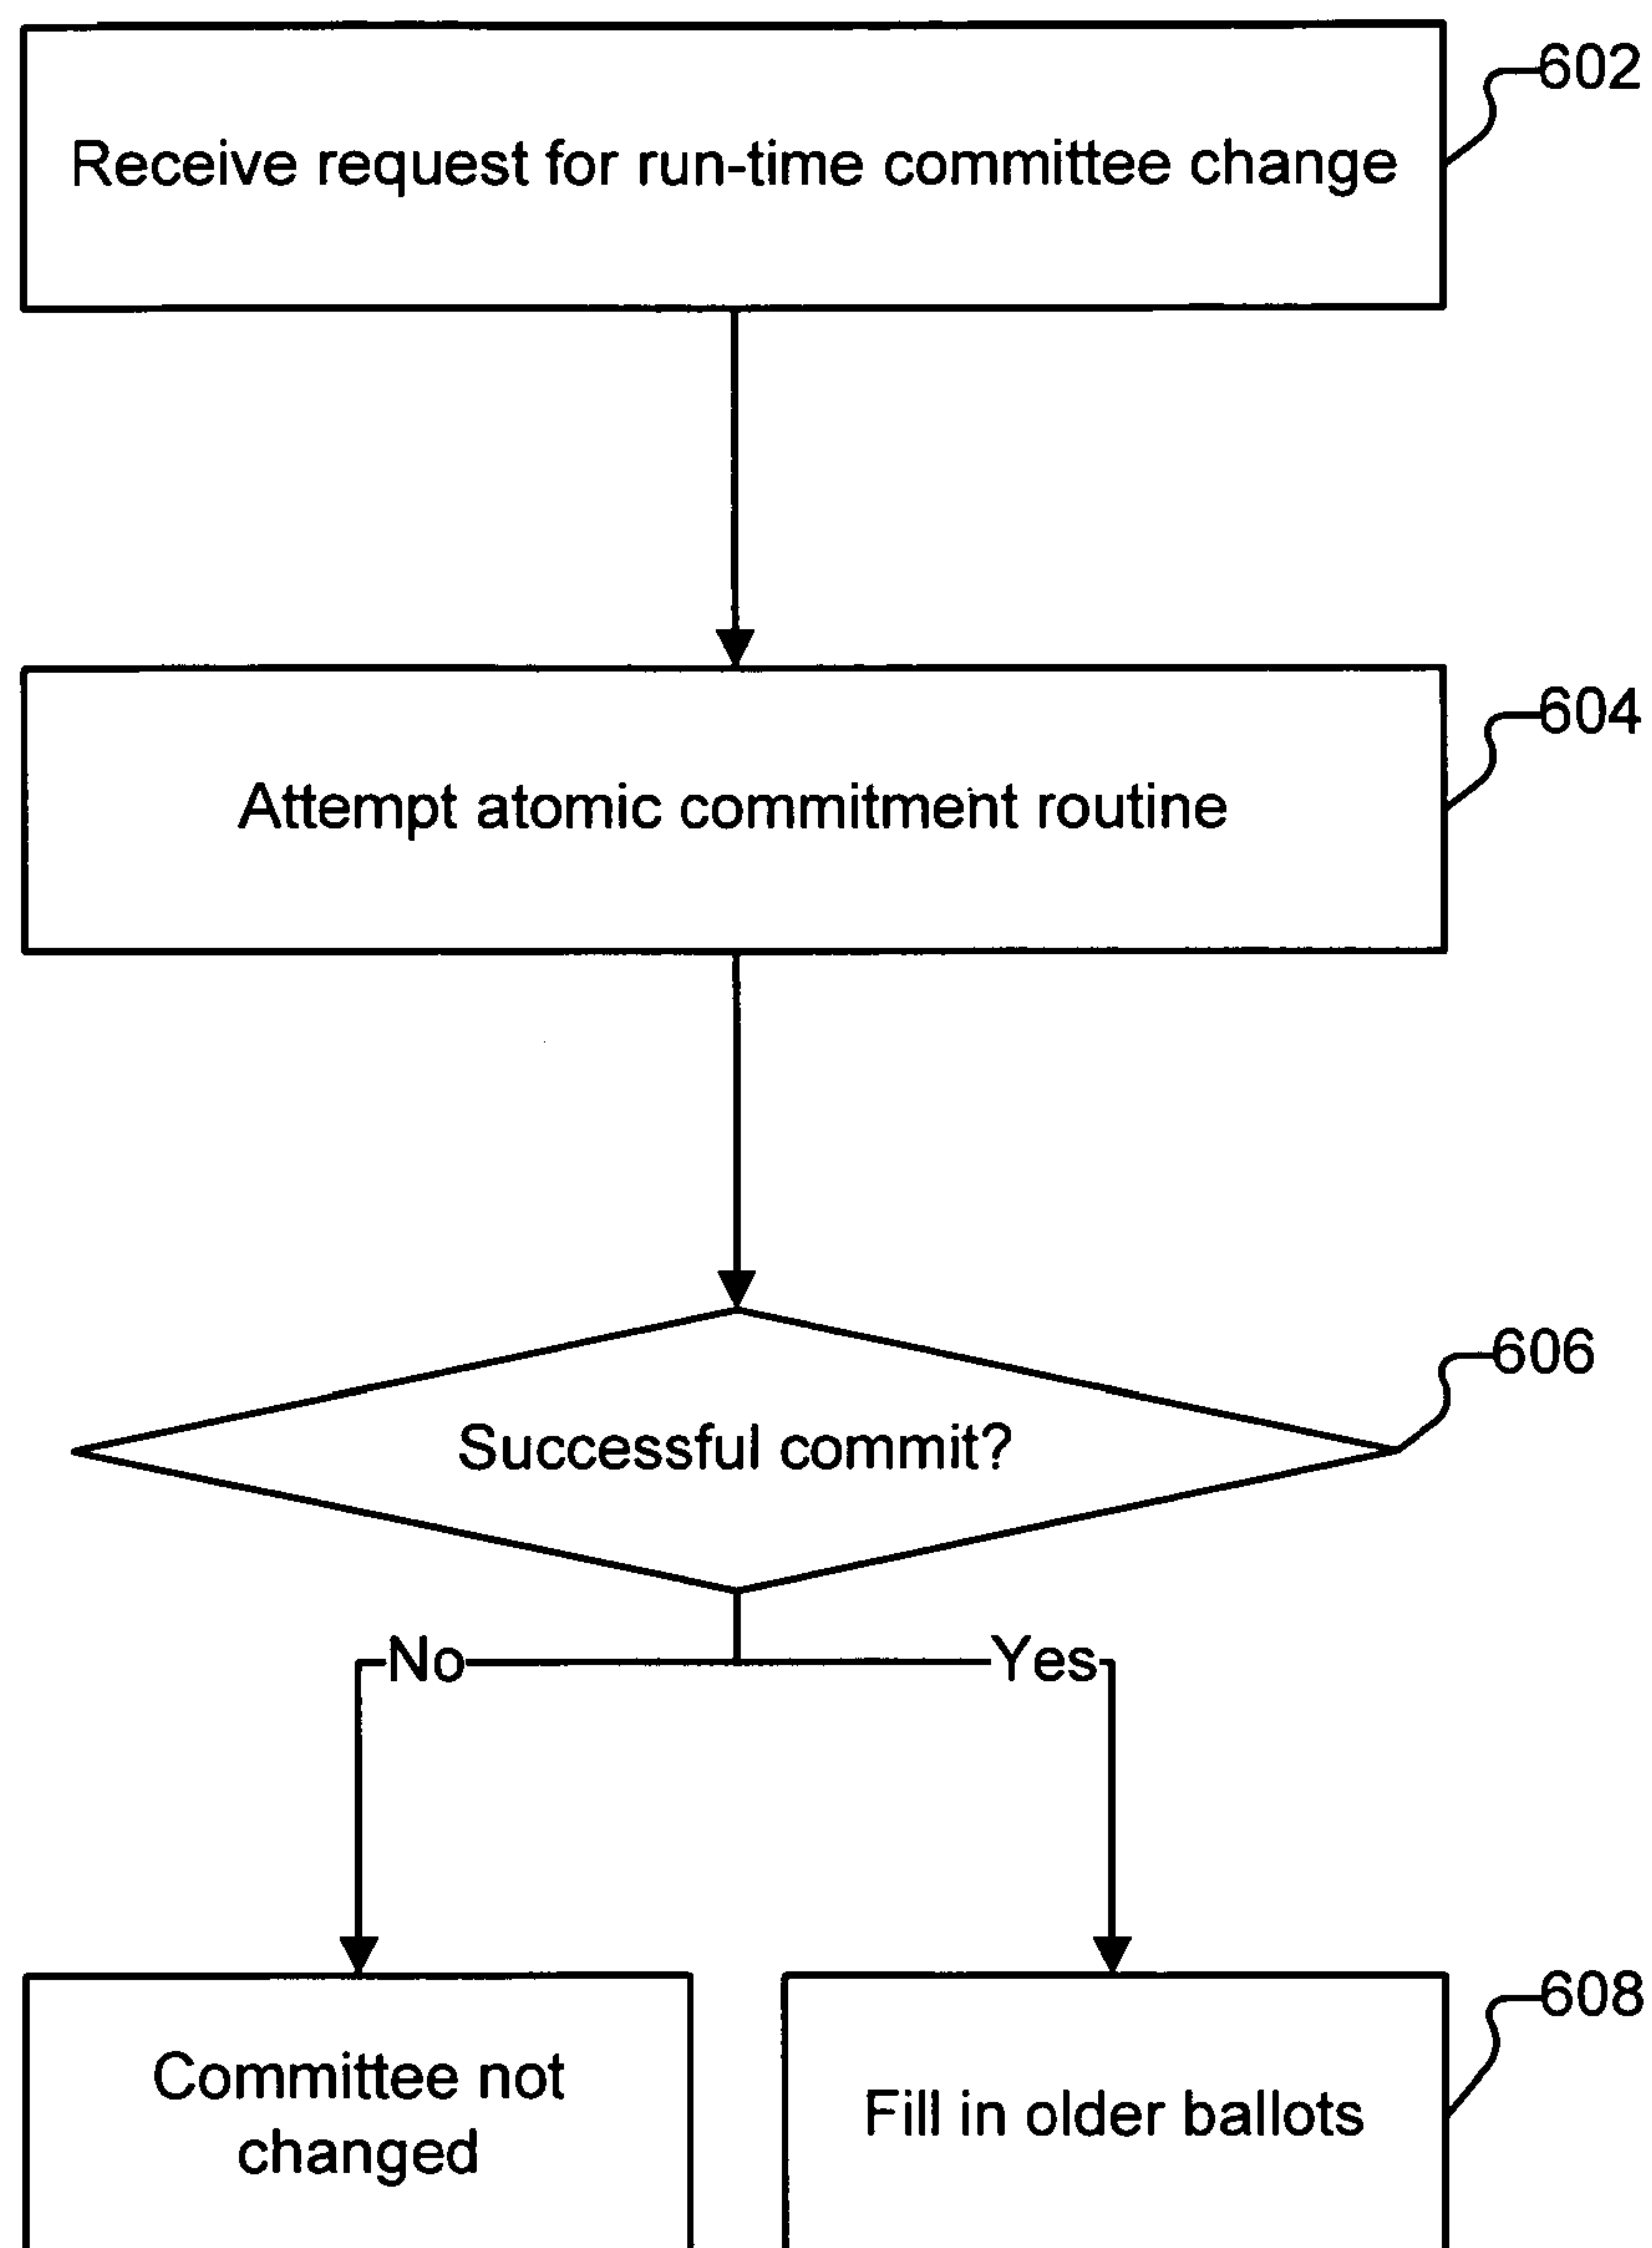 602
Receive request for run-time committee change
604
Attempt atomic commitment routine
606
Successful commit?
No
Yes
608
Committee not
changed
Fill in older ballots